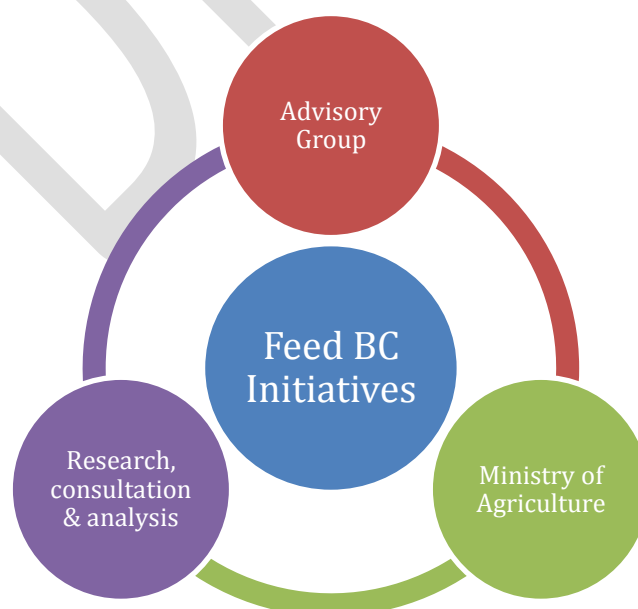 Advisory
Group
Feed BC
Initiatives
Research,
consultation
& analysis
Ministry of
Agriculture